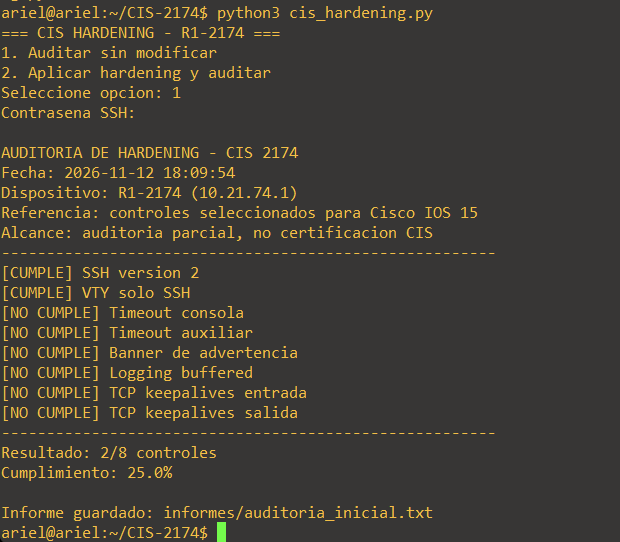 ariel@ariel:~/CIS-2174$ python3 cis_hardening.py
=== CIS HARDENING - R1-2174 ===
1. Auditar sin modificar
2. Aplicar hardening y auditar
Seleccione opcion: 1
Contrasena SSH:
AUDITORIA DE HARDENING - CIS 2174
Fecha: 2026-11-12 18:09:54
Dispositivo: R1-2174 (10.21.74.1)
Referencia: controles seleccionados para Cisco IOS 15
Alcance: auditoria parcial, no certificacion CIS
-------------------------------------------------------
[CUMPLE] SSH version 2
[CUMPLE] VTY solo SSH
[NO CUMPLE] Timeout consola
[NO CUMPLE] Timeout auxiliar
[NO CUMPLE] Banner de advertencia
[NO CUMPLE] Logging buffered
[NO CUMPLE] TCP keepalives entrada
[NO CUMPLE] TCP keepalives salida
-------------------------------------------------------
Resultado: 2/8 controles
Cumplimiento: 25.0%
Informe guardado: informes/auditoria_inicial.txt
ariel@ariel:~/CIS-2174$